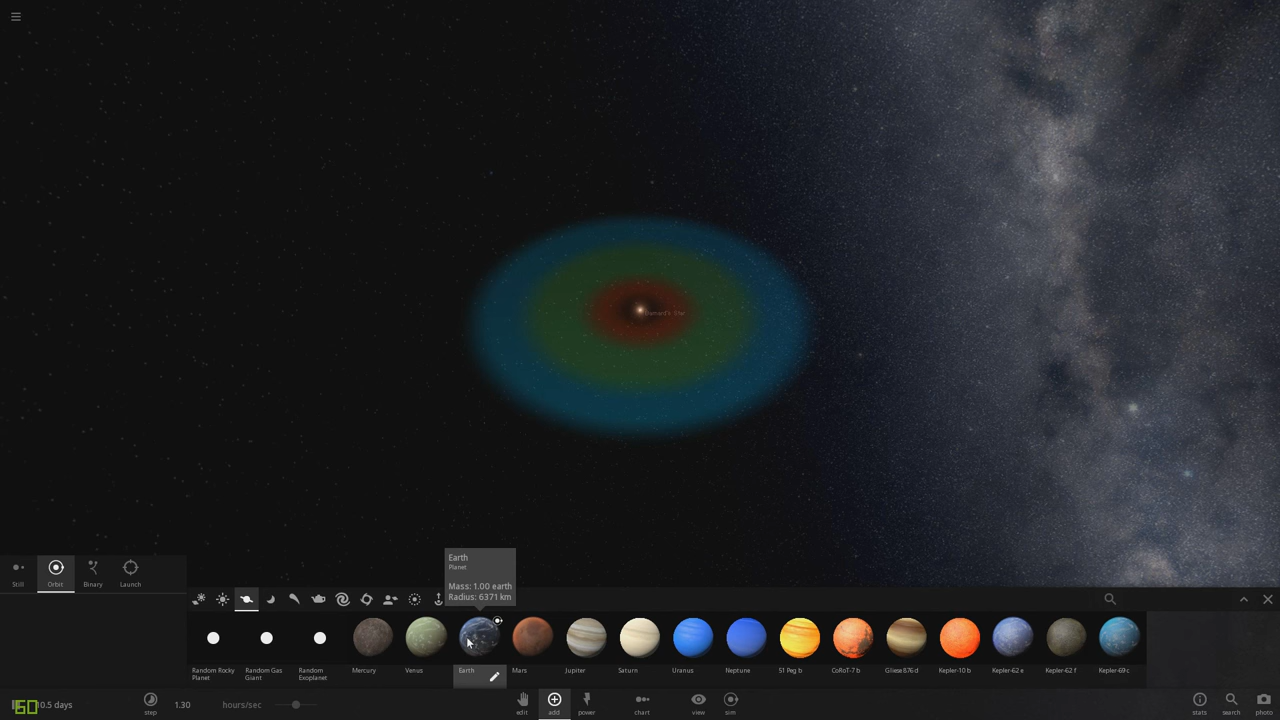 Barnard's Star
Still
Orbit
Binary
Launch
Earth
Planet
Mass: 1.00 earth
Radius: 6371 km
Random Rocky
Planet
Random Gas
Giant
Random
Exoplanet
Mercury
Venus
Earth
Mars
Jupiter
Saturn
Uranus
Neptune
51 Peg b
CoRoT-7 b
Gliese 876 d
Kepler-10 b
Kepler-62 e
Kepler-62 f
Kepler-69 c
60
0.5 days
step
1.30
hours/sec
edit
add
power
chart
view
sim
stats
search
photo